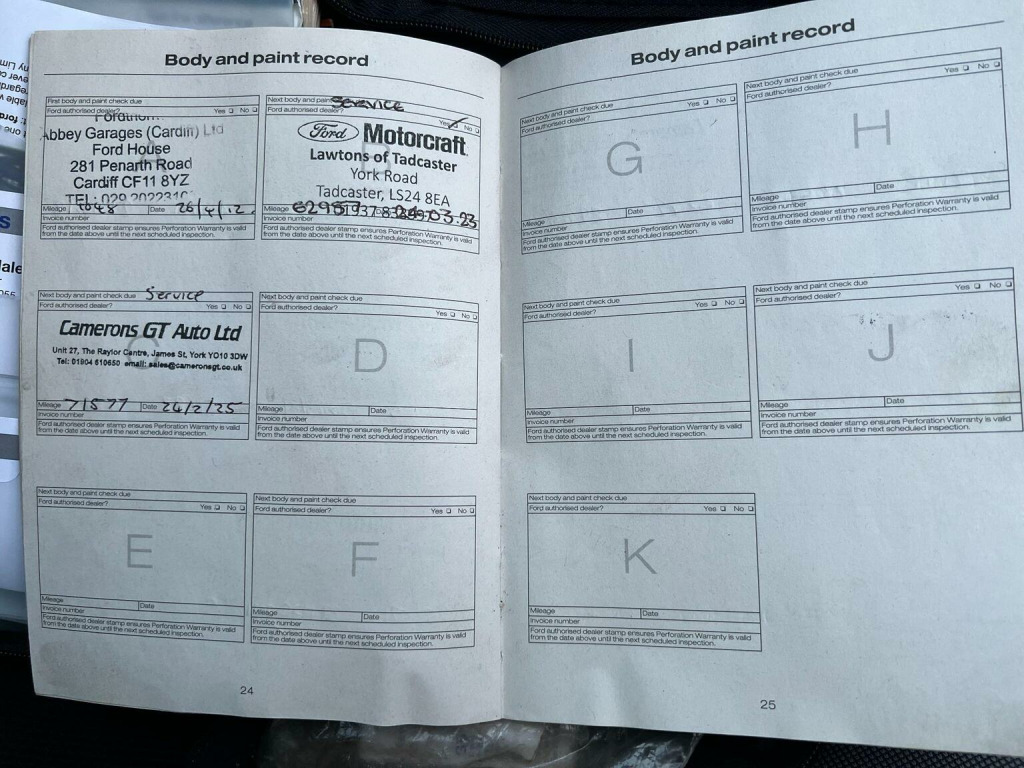 Body and paint record
First body and paint check due
Ford authorised dealer? Yes No
Abbey Garages (Cardiff) Ltd
Ford House
281 Penarth Road
Cardiff CF11 8YZ
Mileage Date 26/4/12
Invoice number
Ford authorised dealer stamp ensures Perforation Warranty is valid
from the date above until the next scheduled inspection.
Next body and paint SERVICE
Ford authorised dealer? Yes No
B
Ford Motorcraft
Lawtons of Tadcaster
York Road
Tadcaster, LS24 8EA
Mileage 03.23
Invoice number
Ford authorised dealer stamp ensures Perforation Warranty is valid
from the date above until the next scheduled inspection.
Next body and paint check due Service
Ford authorised dealer? Yes No
C
Camerons GT Auto Ltd
Unit 27, The Raylor Centre, James St, York YO10 3DW
Tel: 01904 610650 email: sales@cameronsgt.co.uk
Mileage 71577 Date 24/2/25
Invoice number
Ford authorised dealer stamp ensures Perforation Warranty is valid
from the date above until the next scheduled inspection.
Ford authorised dealer?
Yes No
D
Mileage Date
Invoice number
Ford authorised dealer stamp ensures Perforation Warranty is valid
from the date above until the next scheduled inspection.
Next body and paint check due
Ford authorised dealer? Yes No
E
Mileage Date
Invoice number
Ford authorised dealer stamp ensures Perforation Warranty is valid
from the date above until the next scheduled inspection.
Next body and paint check due
Ford authorised dealer? Yes No
F
Mileage Date
Invoice number
Ford authorised dealer stamp ensures Perforation Warranty is valid
from the date above until the next scheduled inspection.
24
Body and paint record
Next body and paint check due
Ford authorised dealer? Yes No
G
Mileage Date
Invoice number
Ford authorised dealer stamp ensures Perforation Warranty is valid
from the date above until the next scheduled inspection.
Next body and paint check due
Ford authorised dealer? Yes No
H
Mileage Date
Invoice number
Ford authorised dealer stamp ensures Perforation Warranty is valid
from the date above until the next scheduled inspection.
Next body and paint check due
Ford authorised dealer? Yes No
I
Mileage Date
Invoice number
Ford authorised dealer stamp ensures Perforation Warranty is valid
from the date above until the next scheduled inspection.
Next body and paint check due
Ford authorised dealer? Yes No
J
Mileage Date
Invoice number
Ford authorised dealer stamp ensures Perforation Warranty is valid
from the date above until the next scheduled inspection.
Next body and paint check due
Ford authorised dealer? Yes No
K
Mileage Date
Invoice number
Ford authorised dealer stamp ensures Perforation Warranty is valid
from the date above until the next scheduled inspection.
25